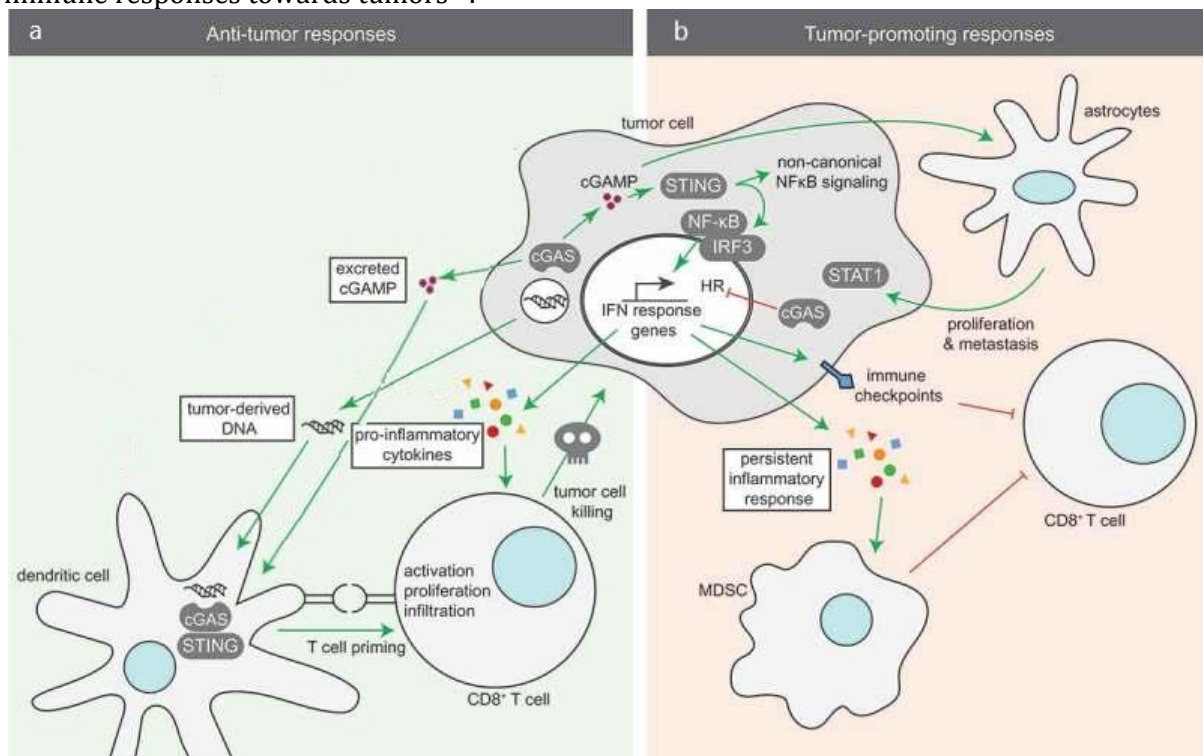 immune responses towards tumors
a
Anti-tumor responses
b
Tumor-promoting responses
tumor cell
astrocytes
cGAMP
STING
non-canonical
NFκB signaling
NF-κB
IRF3
cGAS
excreted
cGAMP
HR
STAT1
IFN response
genes
cGAS
proliferation
& metastasis
immune
checkpoints
tumor-derived
DNA
pro-inflammatory
cytokines
persistent
inflammatory
response
tumor cell
killing
CD8+ T cell
dendritic cell
activation
proliferation
infiltration
MDSC
cGAS
STING
T cell priming
CD8+ T cell